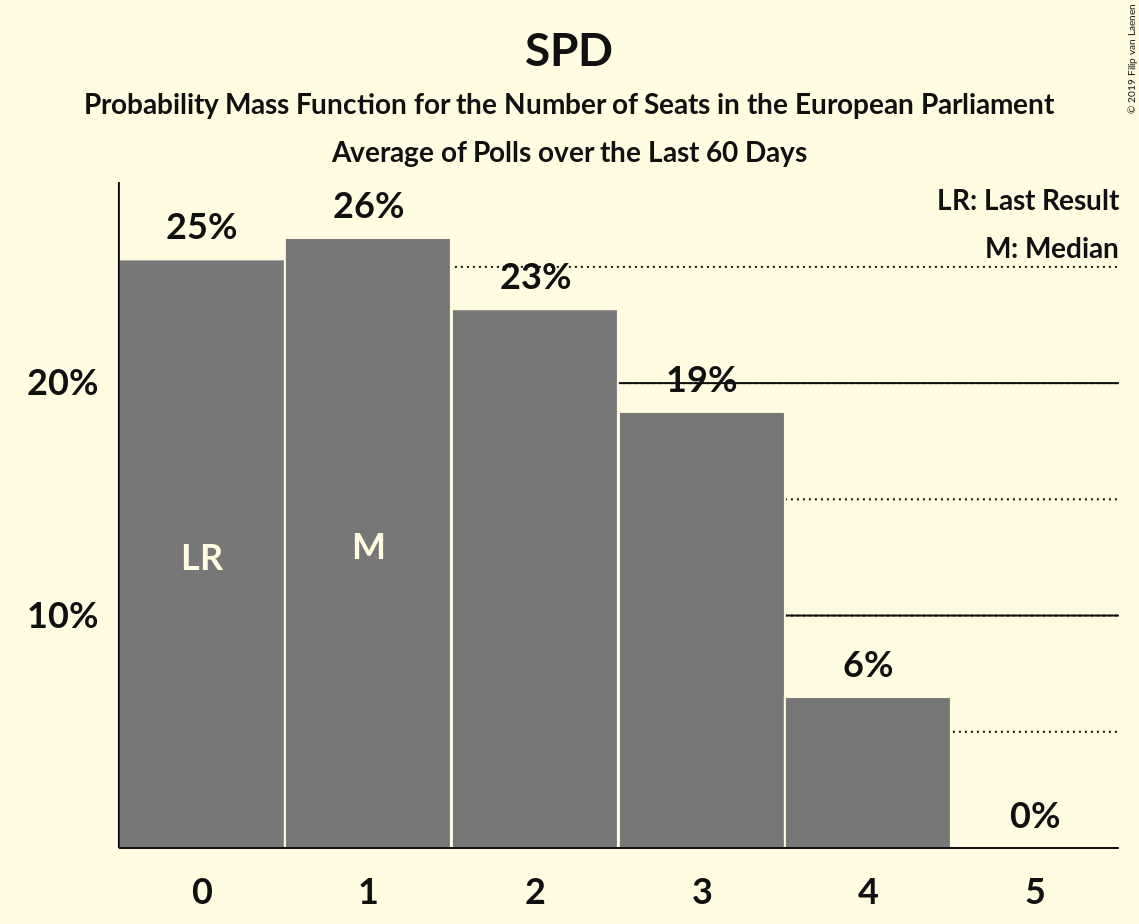 SPD
Probability Mass Function for the Number of Seats in the European Parliament
Average of Polls over the Last 60 Days
© 2019 Filip van Laenen
LR: Last Result
M: Median
25%
26%
23%
19%
6%
0%
20%
10%
LR
M
0
1
2
3
4
5